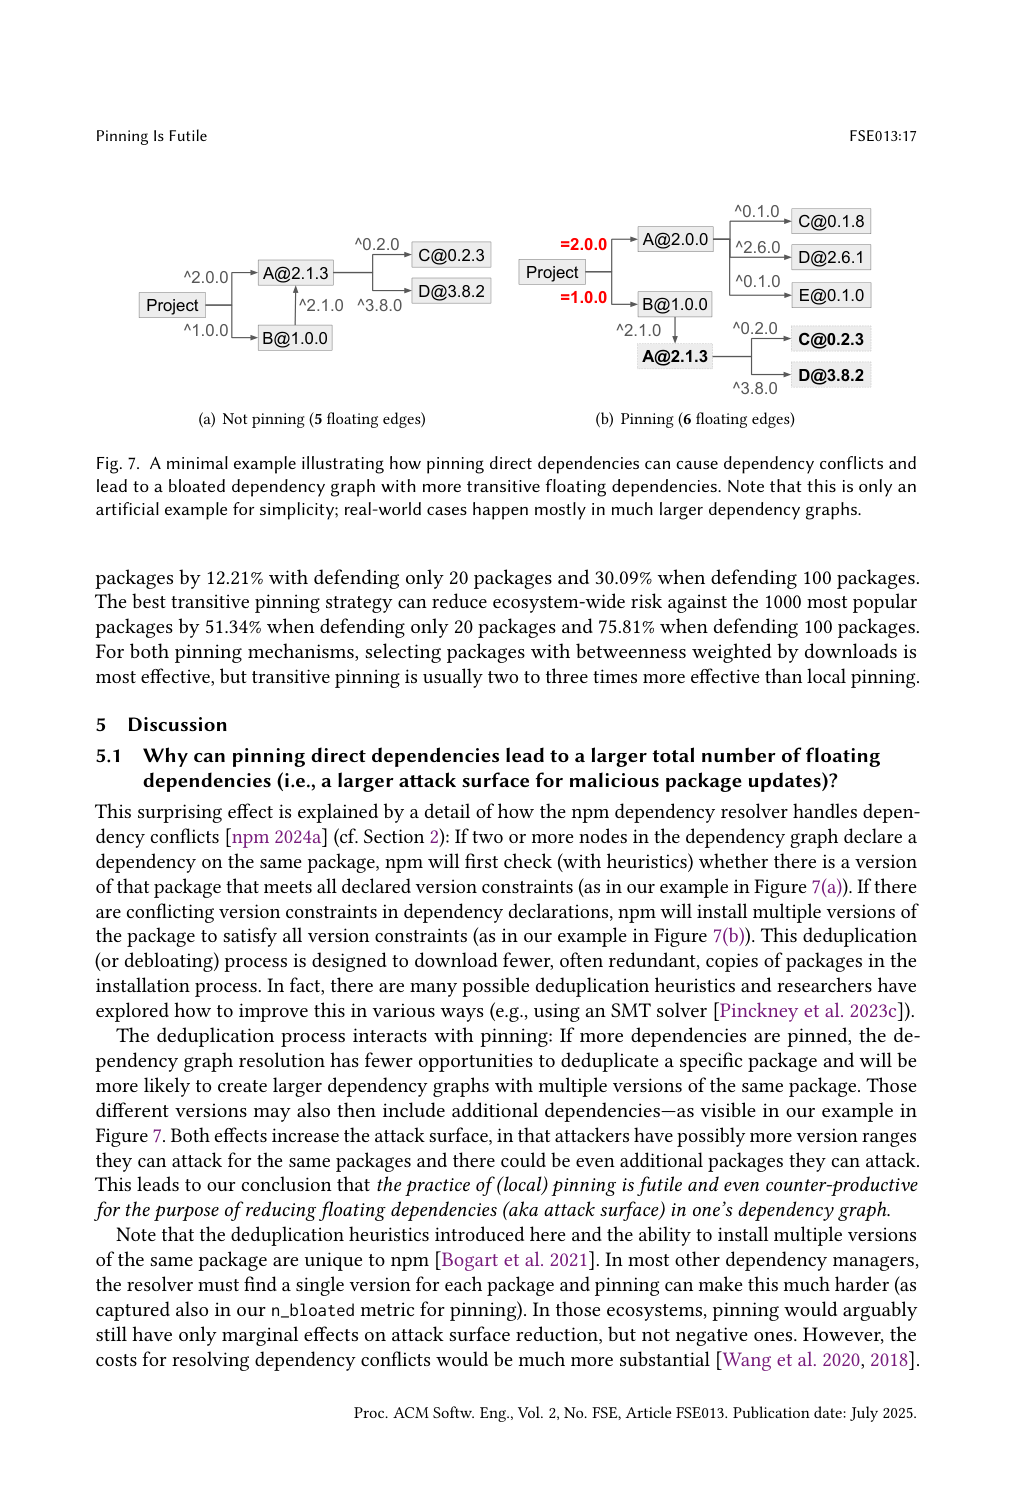 Pinning Is Futile
FSE013:17
^2.0.0
^1.0.0
Project
A@2.1.3
B@1.0.0
^2.1.0
^0.2.0
^3.8.0
C@0.2.3
D@3.8.2
(a) Not pinning (5 floating edges)
=2.0.0
=1.0.0
Project
A@2.0.0
B@1.0.0
^2.1.0
A@2.1.3
^0.1.0
^2.6.0
^0.1.0
C@0.1.8
D@2.6.1
E@0.1.0
^0.2.0
^3.8.0
C@0.2.3
D@3.8.2
(b) Pinning (6 floating edges)
Fig. 7. A minimal example illustrating how pinning direct dependencies can cause dependency conflicts and
lead to a bloated dependency graph with more transitive floating dependencies. Note that this is only an
artificial example for simplicity; real-world cases happen mostly in much larger dependency graphs.
packages by 12.21% with defending only 20 packages and 30.09% when defending 100 packages.
The best transitive pinning strategy can reduce ecosystem-wide risk against the 1000 most popular
packages by 51.34% when defending only 20 packages and 75.81% when defending 100 packages.
For both pinning mechanisms, selecting packages with betweenness weighted by downloads is
most effective, but transitive pinning is usually two to three times more effective than local pinning.
5 Discussion
5.1 Why can pinning direct dependencies lead to a larger total number of floating
dependencies (i.e., a larger attack surface for malicious package updates)?
This surprising effect is explained by a detail of how the npm dependency resolver handles depen-
dency conflicts [npm 2024a] (cf. Section 2): If two or more nodes in the dependency graph declare a
dependency on the same package, npm will first check (with heuristics) whether there is a version
of that package that meets all declared version constraints (as in our example in Figure 7(a)). If there
are conflicting version constraints in dependency declarations, npm will install multiple versions of
the package to satisfy all version constraints (as in our example in Figure 7(b)). This deduplication
(or debloating) process is designed to download fewer, often redundant, copies of packages in the
installation process. In fact, there are many possible deduplication heuristics and researchers have
explored how to improve this in various ways (e.g., using an SMT solver [Pinckney et al. 2023c]).
The deduplication process interacts with pinning: If more dependencies are pinned, the de-
pendency graph resolution has fewer opportunities to deduplicate a specific package and will be
more likely to create larger dependency graphs with multiple versions of the same package. Those
different versions may also then include additional dependencies—as visible in our example in
Figure 7. Both effects increase the attack surface, in that attackers have possibly more version ranges
they can attack for the same packages and there could be even additional packages they can attack.
This leads to our conclusion that the practice of (local) pinning is futile and even counter-productive
for the purpose of reducing floating dependencies (aka attack surface) in one's dependency graph.
Note that the deduplication heuristics introduced here and the ability to install multiple versions
of the same package are unique to npm [Bogart et al. 2021]. In most other dependency managers,
the resolver must find a single version for each package and pinning can make this much harder (as
captured also in our n_bloated metric for pinning). In those ecosystems, pinning would arguably
still have only marginal effects on attack surface reduction, but not negative ones. However, the
costs for resolving dependency conflicts would be much more substantial [Wang et al. 2020, 2018].
Proc. ACM Softw. Eng., Vol. 2, No. FSE, Article FSE013. Publication date: July 2025.